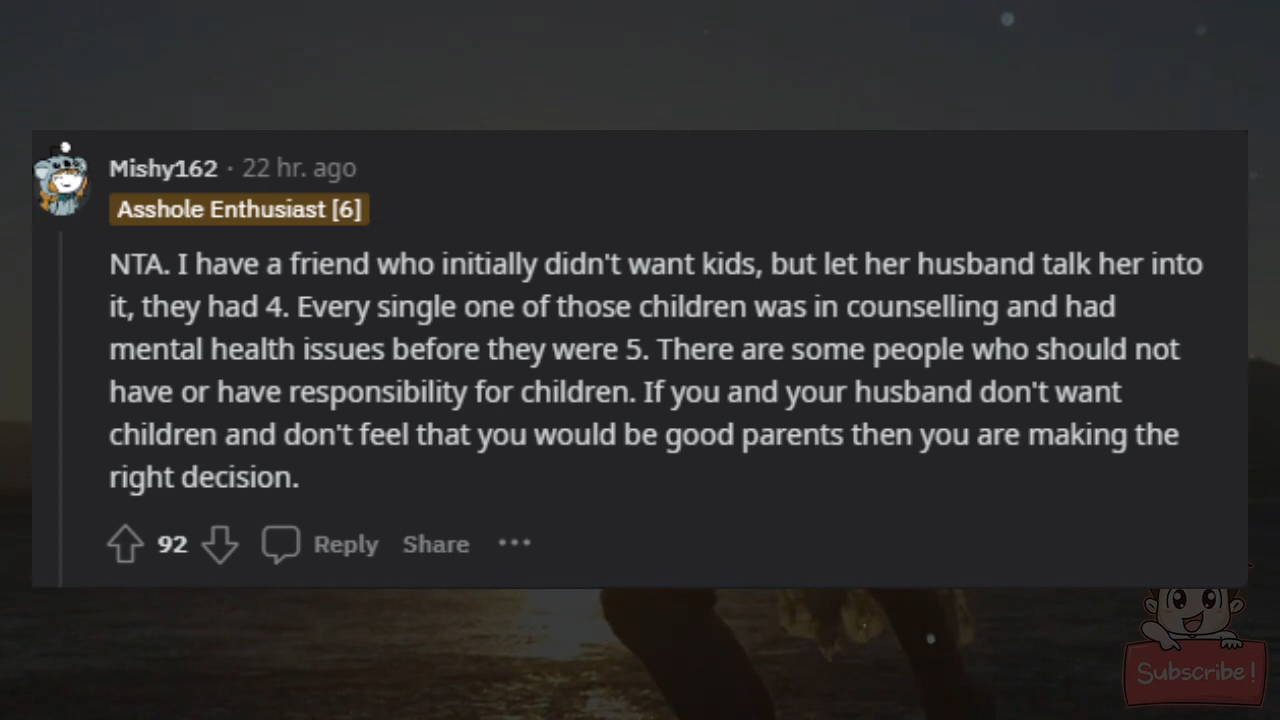 Mishy162 · 22 hr. ago
Asshole Enthusiast [6]
NTA. I have a friend who initially didn't want kids, but let her husband talk her into
it, they had 4. Every single one of those children was in counselling and had
mental health issues before they were 5. There are some people who should not
have or have responsibility for children. If you and your husband don't want
children and don't feel that you would be good parents then you are making the
right decision.
92 Reply Share ···
Subscribe!